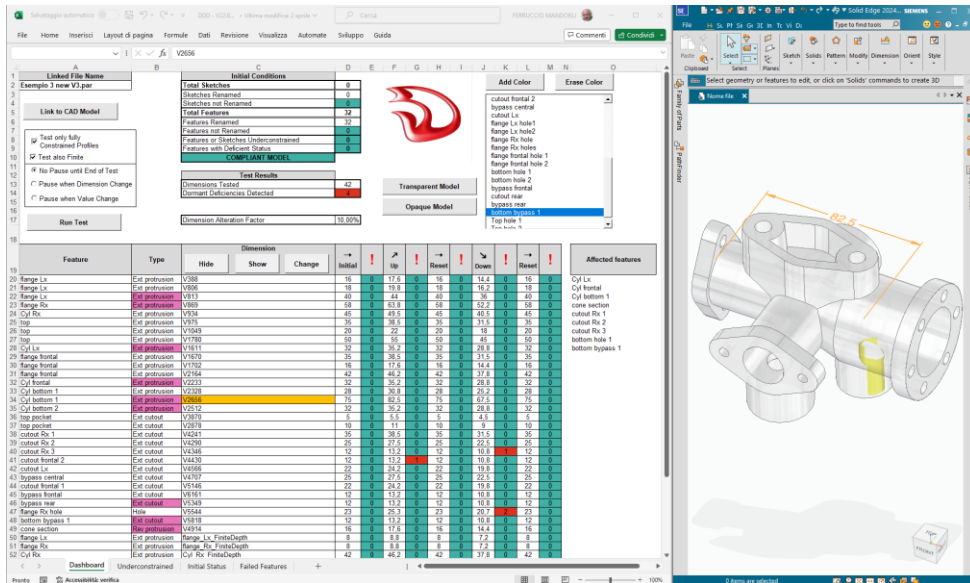 Salvataggio automatico
Cerca
FERRUCCIO MANDORLI
File Home Inserisci Layout di pagina Formule Dati Revisione Visualizza Automate Sviluppo Guida
Commenti Condividi
V2656
A B C D E F G H I J K L M N O
Linked File Name
Esempio 3 new V3.par
Link to CAD Model
Test only fully Constrained Profiles
Test also Finite
No Pause until End of Test
Pause when Dimension Change
Pause when Value Change
Run Test
Initial Conditions
Total Sketches 0
Sketches Renamed 0
Sketches not Renamed 0
Total Features 32
Features Renamed 32
Features not Renamed 0
Features or Sketches Underconstrained 0
Features with Deficient Status 0
COMPLIANT MODEL
Test Results
Dimensions Tested 42
Dormant Deficiencies Detected 4
Dimension Alteration Factor 10,00%
Transparent Model
Opaque Model
Add Color Erase Color
cutout frontal 2
bypass central
cutout Lx
flange Lx hole1
flange Lx hole2
flange Rx hole
flange Rx holes
flange frontal hole 1
flange frontal hole 2
bottom hole 1
bottom hole 2
bypass frontal
cutout rear
bypass rear
bottom bypass 1
Top hole 1
Feature Type Dimension
Hide Show Change
Initial ! Up ! Reset ! Down ! Reset !
Affected features
20 flange Lx Ext protrusion V388 16 0 17,6 0 16 0 14,4 0 16 0
21 flange Lx Ext protrusion V806 18 0 19,8 0 18 0 16,2 0 18 0
22 flange Lx Ext protrusion V813 40 0 44 0 40 0 36 0 40 0
23 flange Rx Ext protrusion V869 58 0 63,8 0 58 0 52,2 0 58 0
24 Cyl Rx Ext protrusion V934 45 0 49,5 0 45 0 40,5 0 45 0
25 top Ext protrusion V975 35 0 38,5 0 35 0 31,5 0 35 0
26 top Ext protrusion V1049 20 0 22 0 20 0 18 0 20 0
27 top Ext protrusion V1780 50 0 55 0 50 0 45 0 50 0
28 Cyl Lx Ext protrusion V1611 32 0 35,2 0 32 0 28,8 0 32 0
29 flange frontal Ext protrusion V1670 35 0 38,5 0 35 0 31,5 0 35 0
30 flange frontal Ext protrusion V1702 16 0 17,6 0 16 0 14,4 0 16 0
31 flange frontal Ext protrusion V2164 42 0 46,2 0 42 0 37,8 0 42 0
32 Cyl frontal Ext protrusion V2233 32 0 35,2 0 32 0 28,8 0 32 0
33 Cyl bottom 1 Ext protrusion V2328 28 0 30,8 0 28 0 25,2 0 28 0
34 Cyl bottom 1 Ext protrusion V2656 75 0 82,5 0 75 0 67,5 0 75 0
35 Cyl bottom 2 Ext protrusion V2512 32 0 35,2 0 32 0 28,8 0 32 0
36 top pocket Ext cutout V3870 5 0 5,5 0 5 0 4,5 0 5 0
37 top pocket Ext cutout V2878 10 0 11 0 10 0 9 0 10 0
38 cutout Rx 1 Ext cutout V4241 35 0 38,5 0 35 0 31,5 0 35 0
39 cutout Rx 2 Ext cutout V4290 25 0 27,5 0 25 0 22,5 0 25 0
40 cutout Rx 3 Ext cutout V4346 12 0 13,2 0 12 0 10,8 1 12 0
41 cutout frontal 2 Ext cutout V4430 12 0 13,2 1 12 0 10,8 0 12 0
42 cutout Lx Ext cutout V4566 22 0 24,2 0 22 0 19,8 0 22 0
43 bypass central Ext cutout V4707 25 0 27,5 0 25 0 22,5 0 25 0
44 cutout frontal 1 Ext cutout V5146 22 0 24,2 0 22 0 19,8 0 22 0
45 bypass frontal Ext cutout V6161 12 0 13,2 0 12 0 10,8 0 12 0
46 bypass rear Ext cutout V5349 12 0 13,2 0 12 0 10,8 0 12 0
47 flange Rx hole Hole V5544 23 0 25,3 0 23 0 20,7 2 23 0
48 bottom bypass 1 Ext cutout V5818 12 0 13,2 0 12 0 10,8 0 12 0
49 cone section Rev protrusion V4914 16 0 17,6 0 16 0 14,4 0 16 0
50 flange Lx Ext protrusion flange_Lx_FiniteDepth 8 0 8,8 0 8 0 7,2 0 8 0
51 flange Rx Ext protrusion flange_Rx_FiniteDepth 8 0 8,8 0 8 0 7,2 0 8 0
52 Cyl Rx Ext protrusion Cyl_Rx_FiniteDepth 42 0 46,2 0 42 0 37,8 0 42 0
Cyl Lx
Cyl frontal
Cyl bottom 1
cone section
cutout Rx 1
cutout Rx 2
cutout Rx 3
bottom hole 1
bottom bypass 1
Dashboard Underconstrained Initial Status Failed Features +
Pronto Accessibilità: verifica 100%
Solid Edge 2024... SIEMENS
File H Type to find tools
Paste Select Sketch Solids Pattern Modify Dimension Orient Style
Clipboard Select Planes
Select geometry or features to edit, or click on 'Solids' commands to create 3D
Nome file
Family of Parts
PathFinder
82,5
TOP
FRONT
0 items are selected